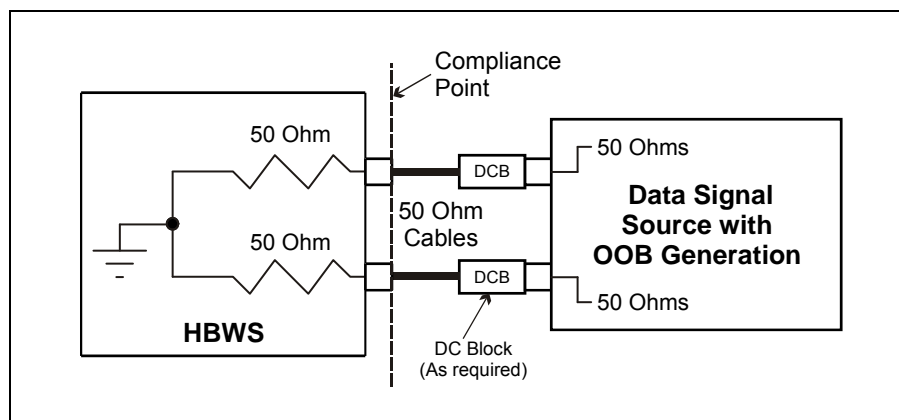 Compliance
Point
50 Ohm
50 Ohms
DCB
Data Signal
Source with
OOB Generation
50 Ohm
Cables
50 Ohm
DCB
50 Ohms
HBWS
DC Block
(As required)